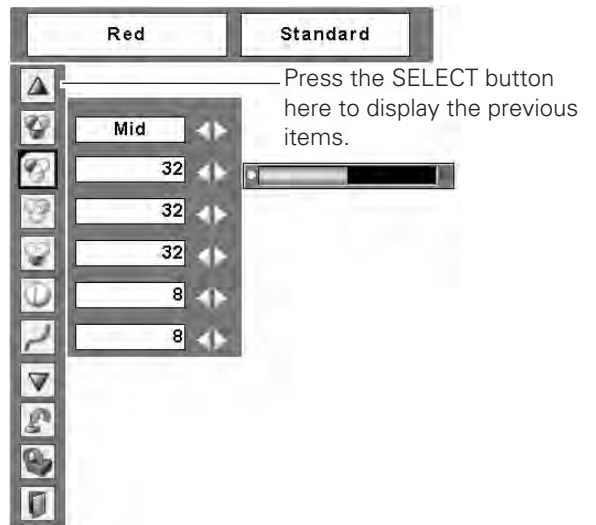 Red Standard
Press the SELECT button
here to display the previous
items.
Mid
32
32
32
8
8